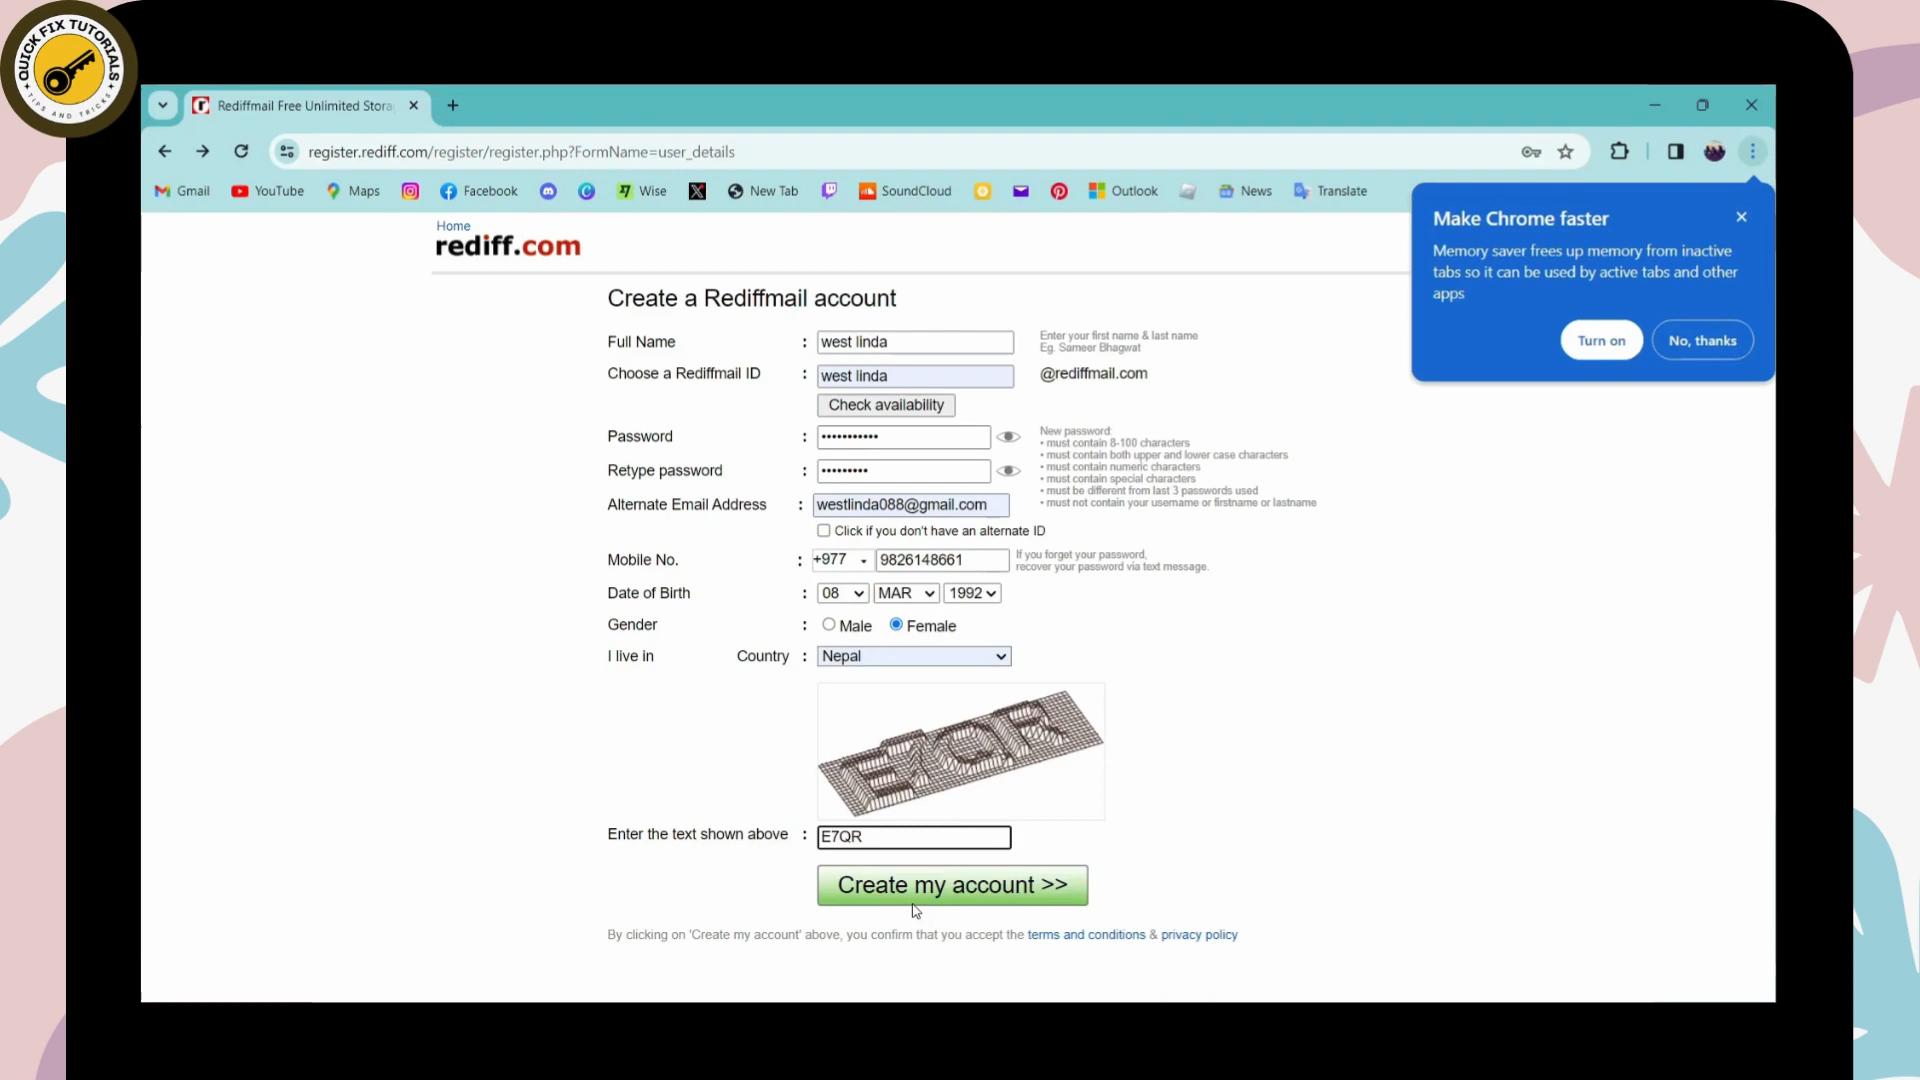 QUICK FIX TUTORIALS
TIPS AND TRICKS
Rediffmail Free Unlimited Stora
register.rediff.com/register/register.php?FormName=user_details
Gmail YouTube Maps Facebook Wise New Tab SoundCloud Outlook News Translate
Make Chrome faster
Memory saver frees up memory from inactive
tabs so it can be used by active tabs and other
apps
Turn on No, thanks
Home
rediff.com
Create a Rediffmail account
Full Name : west linda
Enter your first name & last name
Eg. Sameer Bhagwat
Choose a Rediffmail ID : west linda @rediffmail.com
Check availability
Password : •••••••••••
Retype password : •••••••••
New password:
• must contain 8-100 characters
• must contain both upper and lower case characters
• must contain numeric characters
• must contain special characters
• must be different from last 3 passwords used
• must not contain your username or firstname or lastname
Alternate Email Address : westlinda088@gmail.com
Click if you don't have an alternate ID
Mobile No. : +977 9826148661
If you forget your password,
recover your password via text message.
Date of Birth : 08 MAR 1992
Gender : Male Female
I live in Country : Nepal
E7QR
Enter the text shown above : E7QR
Create my account >>
By clicking on 'Create my account' above, you confirm that you accept the terms and conditions & privacy policy